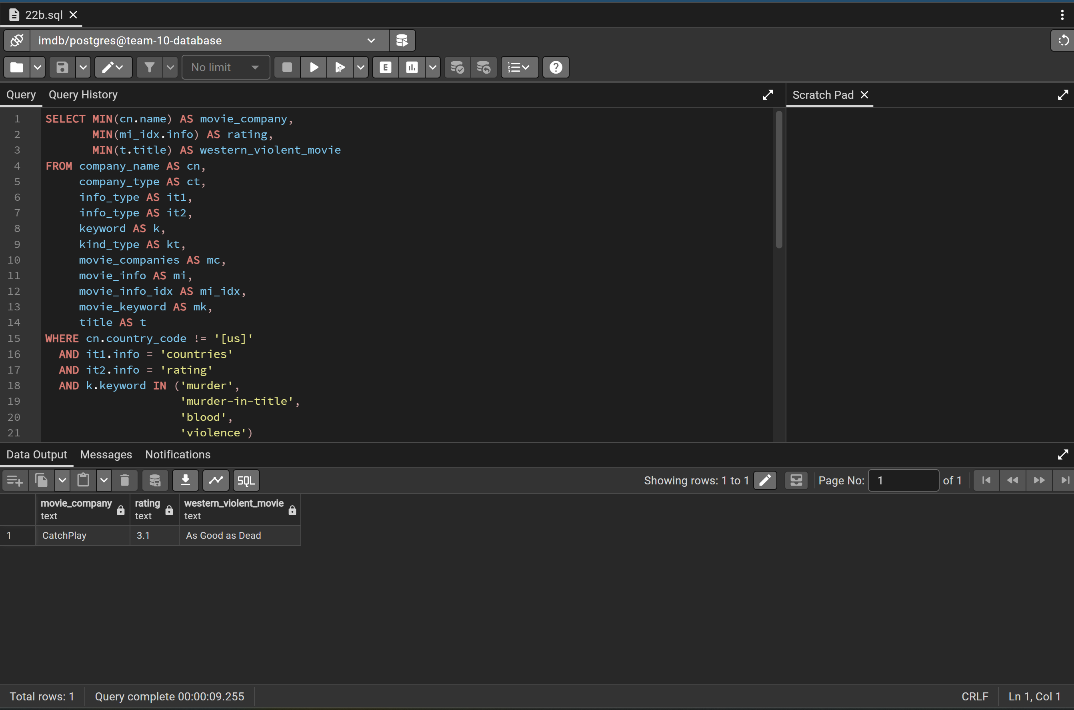 22b.sql
imdb/postgres@team-10-database
No limit
Query Query History
Scratch Pad
1 SELECT MIN(cn.name) AS movie_company,
2 MIN(mi_idx.info) AS rating,
3 MIN(t.title) AS western_violent_movie
4 FROM company_name AS cn,
5 company_type AS ct,
6 info_type AS it1,
7 info_type AS it2,
8 keyword AS k,
9 kind_type AS kt,
10 movie_companies AS mc,
11 movie_info AS mi,
12 movie_info_idx AS mi_idx,
13 movie_keyword AS mk,
14 title AS t
15 WHERE cn.country_code != '[us]'
16 AND it1.info = 'countries'
17 AND it2.info = 'rating'
18 AND k.keyword IN ('murder',
19 'murder-in-title',
20 'blood',
21 'violence')
Data Output Messages Notifications
SQL Showing rows: 1 to 1 Page No: 1 of 1
movie_company rating western_violent_movie
text text text
1 CatchPlay 3.1 As Good as Dead
Total rows: 1 Query complete 00:00:09.255 CRLF Ln 1, Col 1